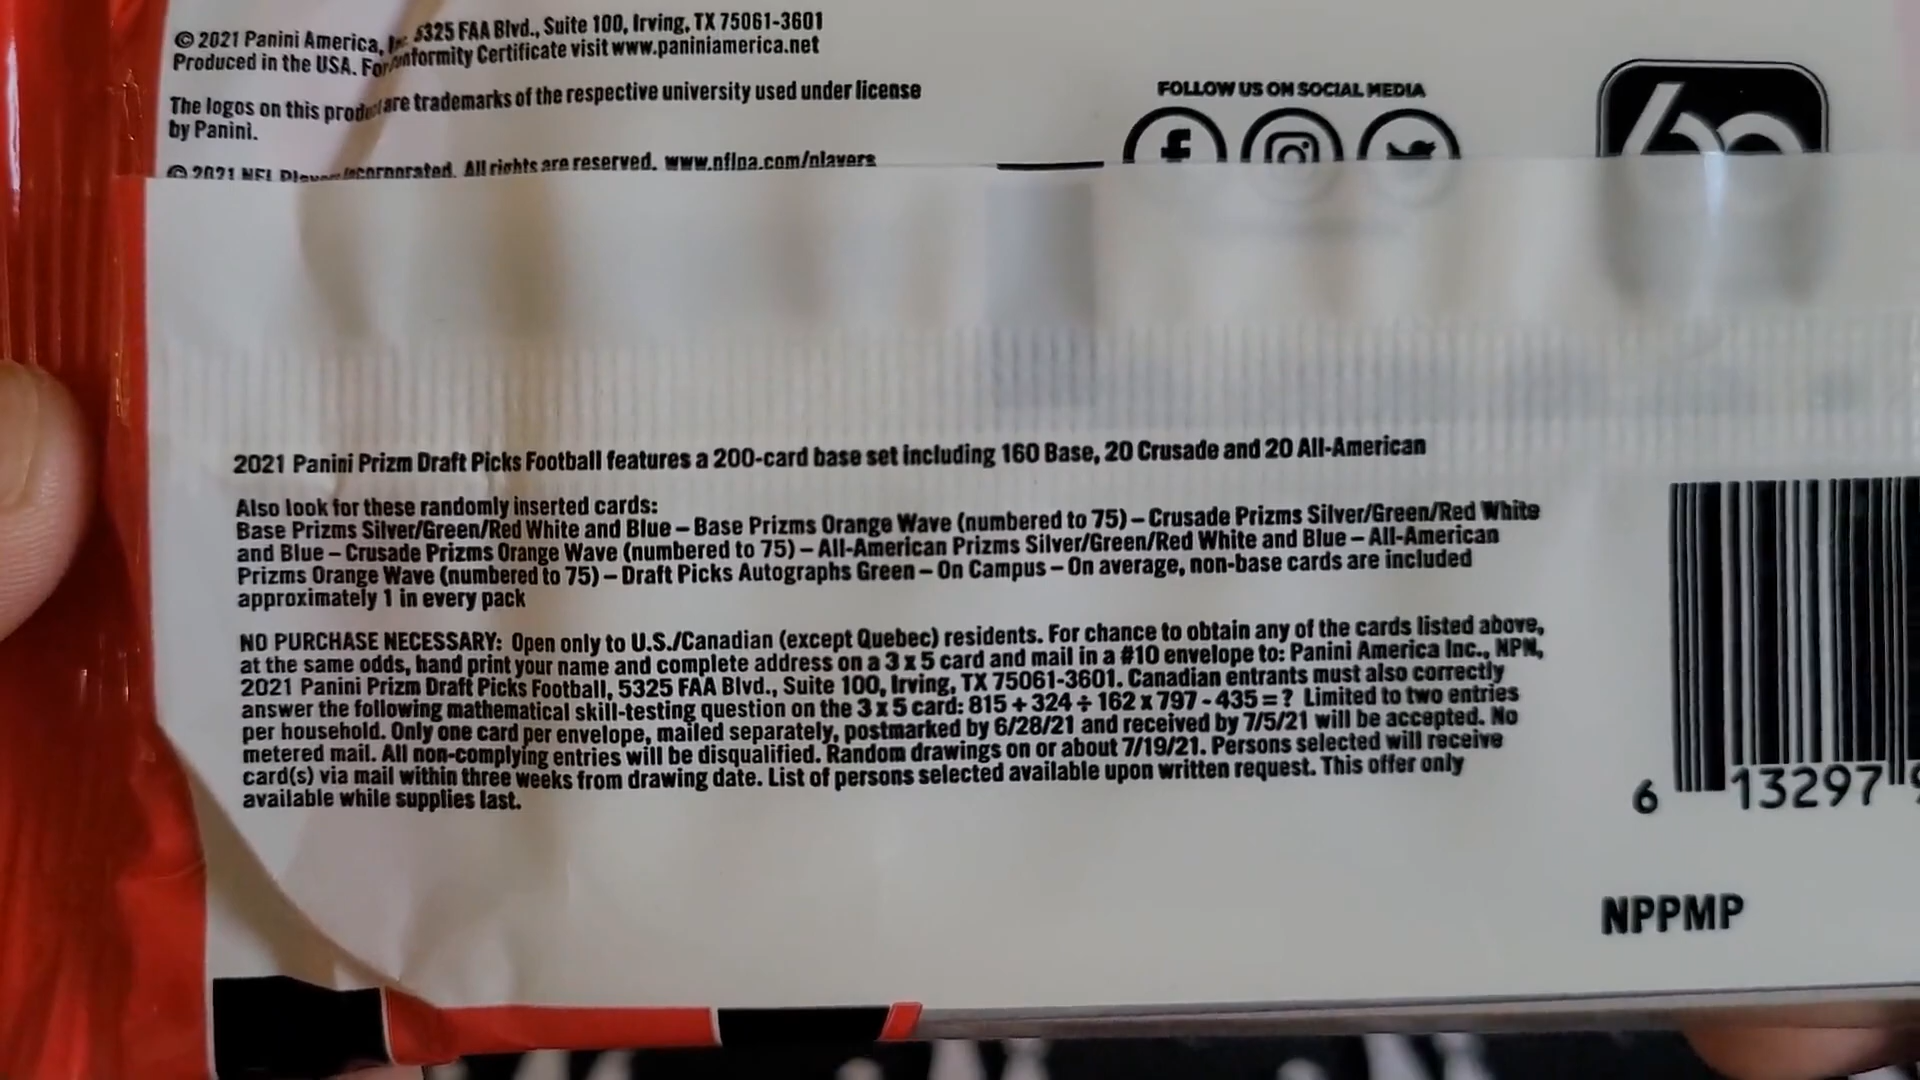 © 2021 Panini America, Inc. 5325 FAA Blvd., Suite 100, Irving, TX 75061-3601
Produced in the USA. For Conformity Certificate visit www.paniniamerica.net
The logos on this product are trademarks of the respective university used under license
by Panini.
© 2021 NFL Players Incorporated. All rights are reserved. www.nflpa.com/players
FOLLOW US ON SOCIAL MEDIA
2021 Panini Prizm Draft Picks Football features a 200-card base set including 160 Base, 20 Crusade and 20 All-American
Also look for these randomly inserted cards:
Base Prizms Silver/Green/Red White and Blue – Base Prizms Orange Wave (numbered to 75) – Crusade Prizms Silver/Green/Red White
and Blue – Crusade Prizms Orange Wave (numbered to 75) – All-American Prizms Silver/Green/Red White and Blue – All-American
Prizms Orange Wave (numbered to 75) – Draft Picks Autographs Green – On Campus – On average, non-base cards are included
approximately 1 in every pack
NO PURCHASE NECESSARY: Open only to U.S./Canadian (except Quebec) residents. For chance to obtain any of the cards listed above,
at the same odds, hand print your name and complete address on a 3 x 5 card and mail in a #10 envelope to: Panini America Inc., NPN,
2021 Panini Prizm Draft Picks Football, 5325 FAA Blvd., Suite 100, Irving, TX 75061-3601. Canadian entrants must also correctly
answer the following mathematical skill-testing question on the 3 x 5 card: 815 + 324 ÷ 162 x 797 - 435 = ? Limited to two entries
per household. Only one card per envelope, mailed separately, postmarked by 6/28/21 and received by 7/5/21 will be accepted. No
metered mail. All non-complying entries will be disqualified. Random drawings on or about 7/19/21. Persons selected will receive
card(s) via mail within three weeks from drawing date. List of persons selected available upon written request. This offer only
available while supplies last.
6 13297
NPPMP